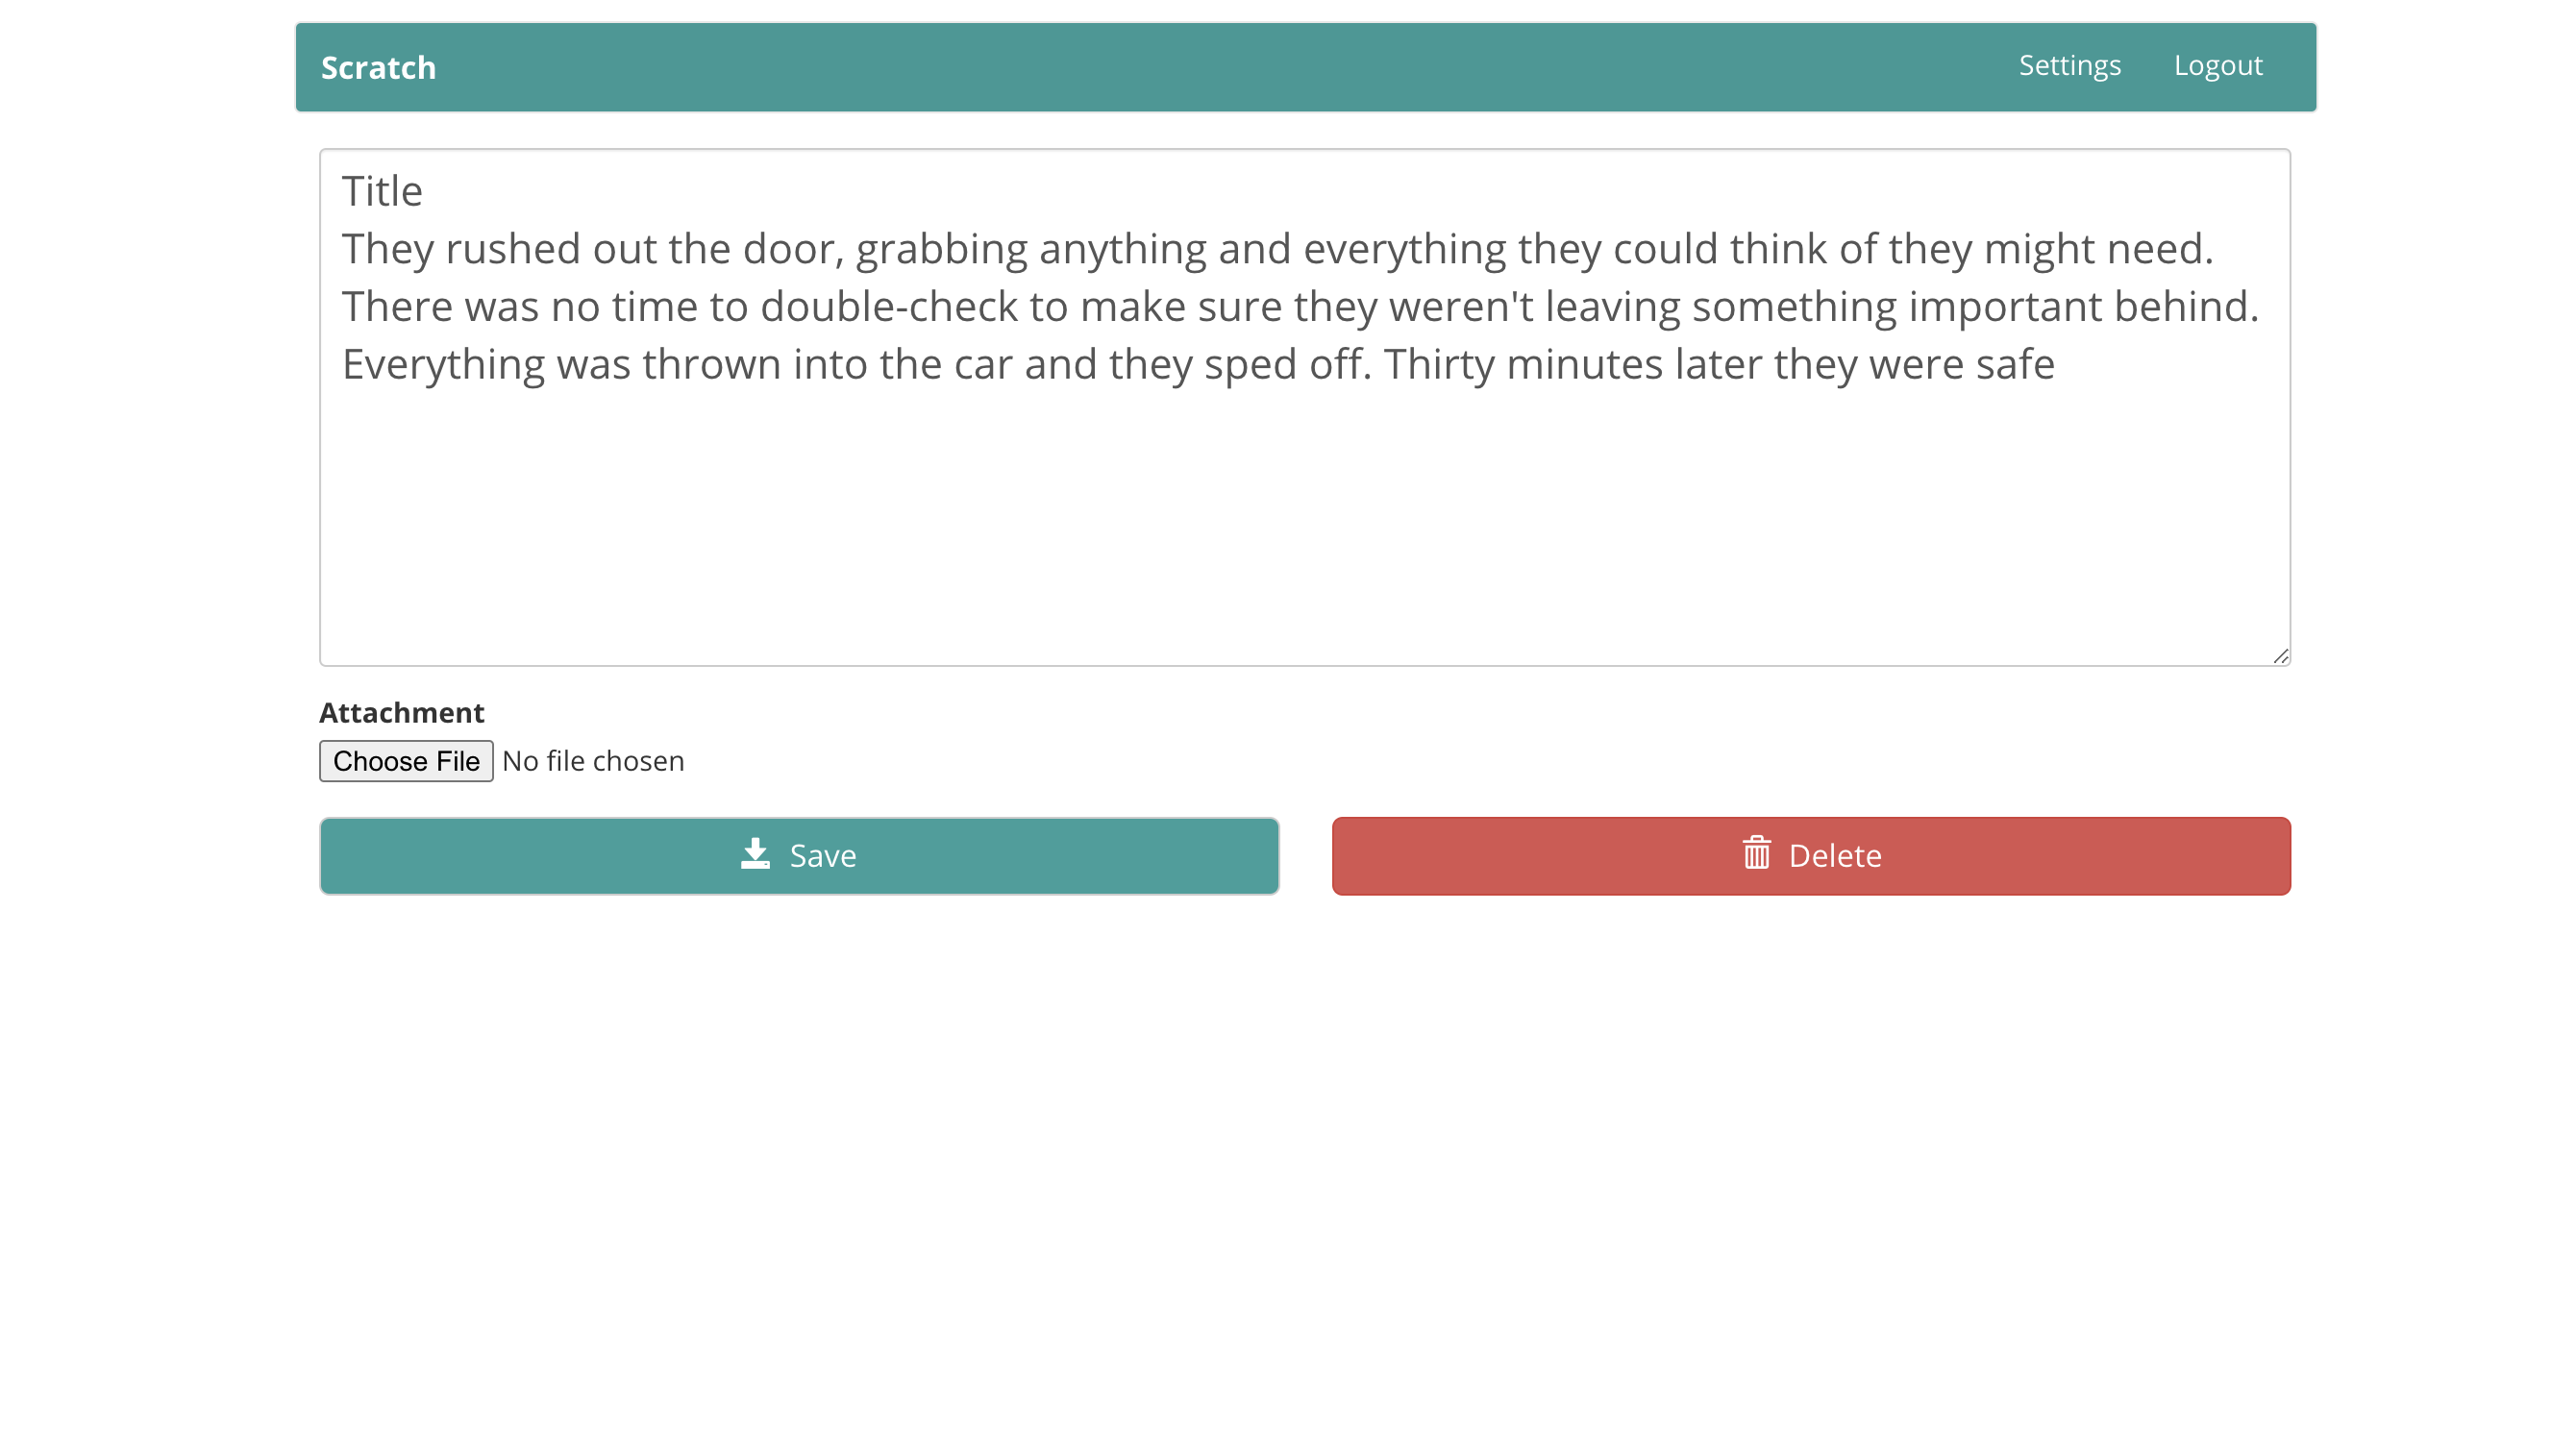 Scratch
Settings Logout
Title
They rushed out the door, grabbing anything and everything they could think of they might need.
There was no time to double-check to make sure they weren't leaving something important behind.
Everything was thrown into the car and they sped off. Thirty minutes later they were safe
Attachment
Choose File No file chosen
Save
Delete